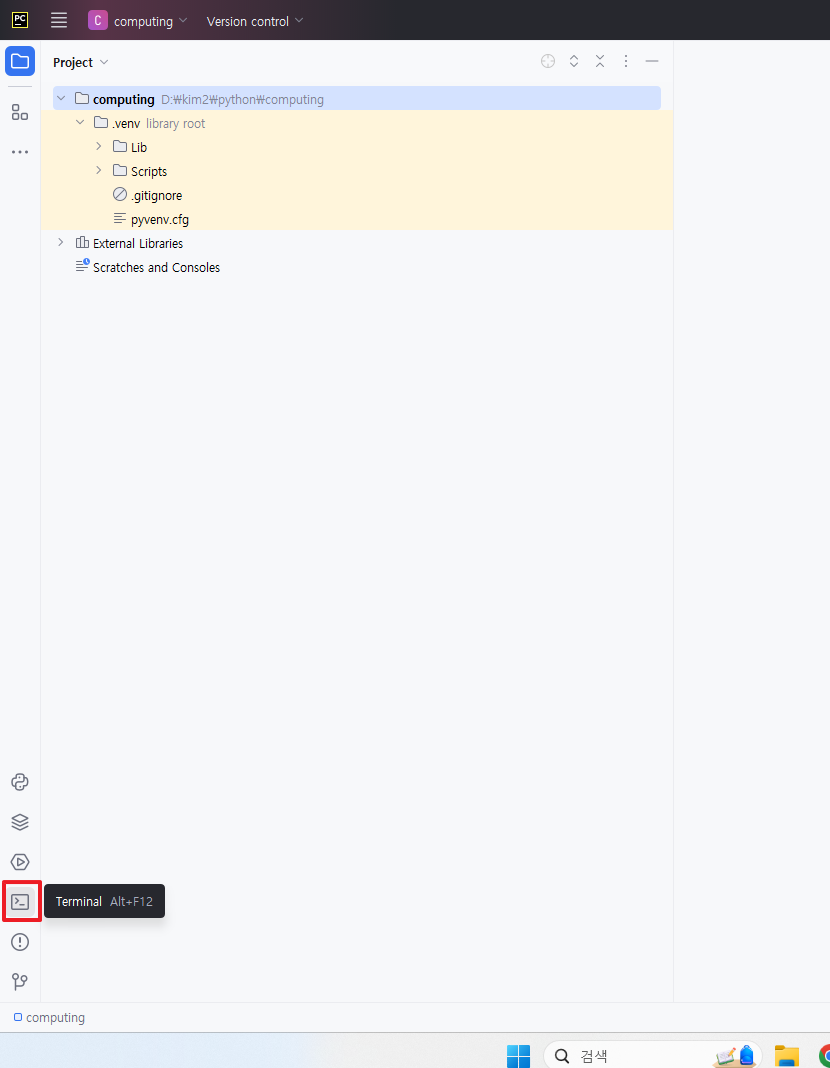 PC C computing Version control
Project
computing D:₩kim2₩python₩computing
.venv library root
Lib
Scripts
.gitignore
pyvenv.cfg
External Libraries
Scratches and Consoles
Terminal Alt+F12
computing
검색